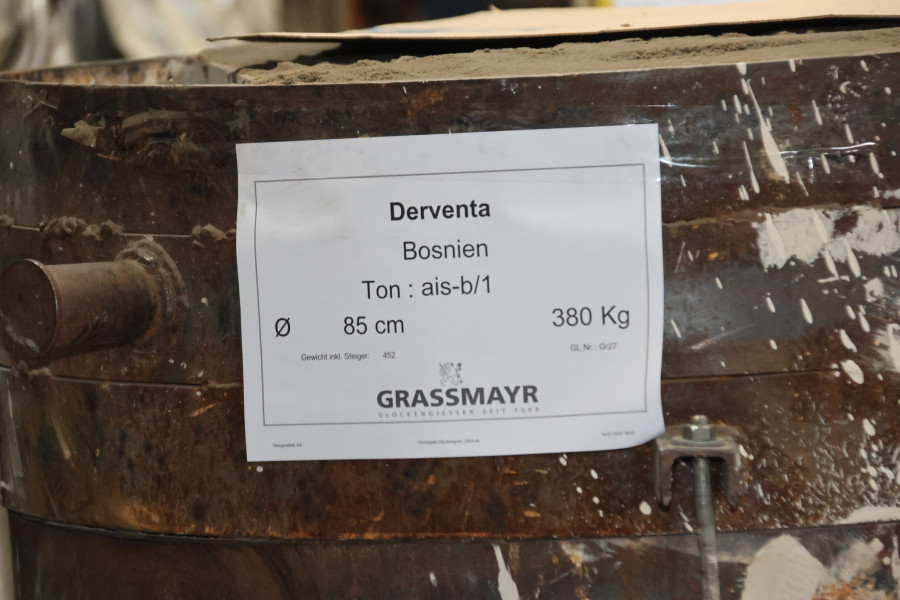 Derventa
Bosnien
Ton : ais-b/1
Ø 85 cm 380 Kg
Gewicht inkl. Steiger: 452 GL.Nr.: Gr27
GRASSMAYR
GLOCKENGIESSER SEIT 1599